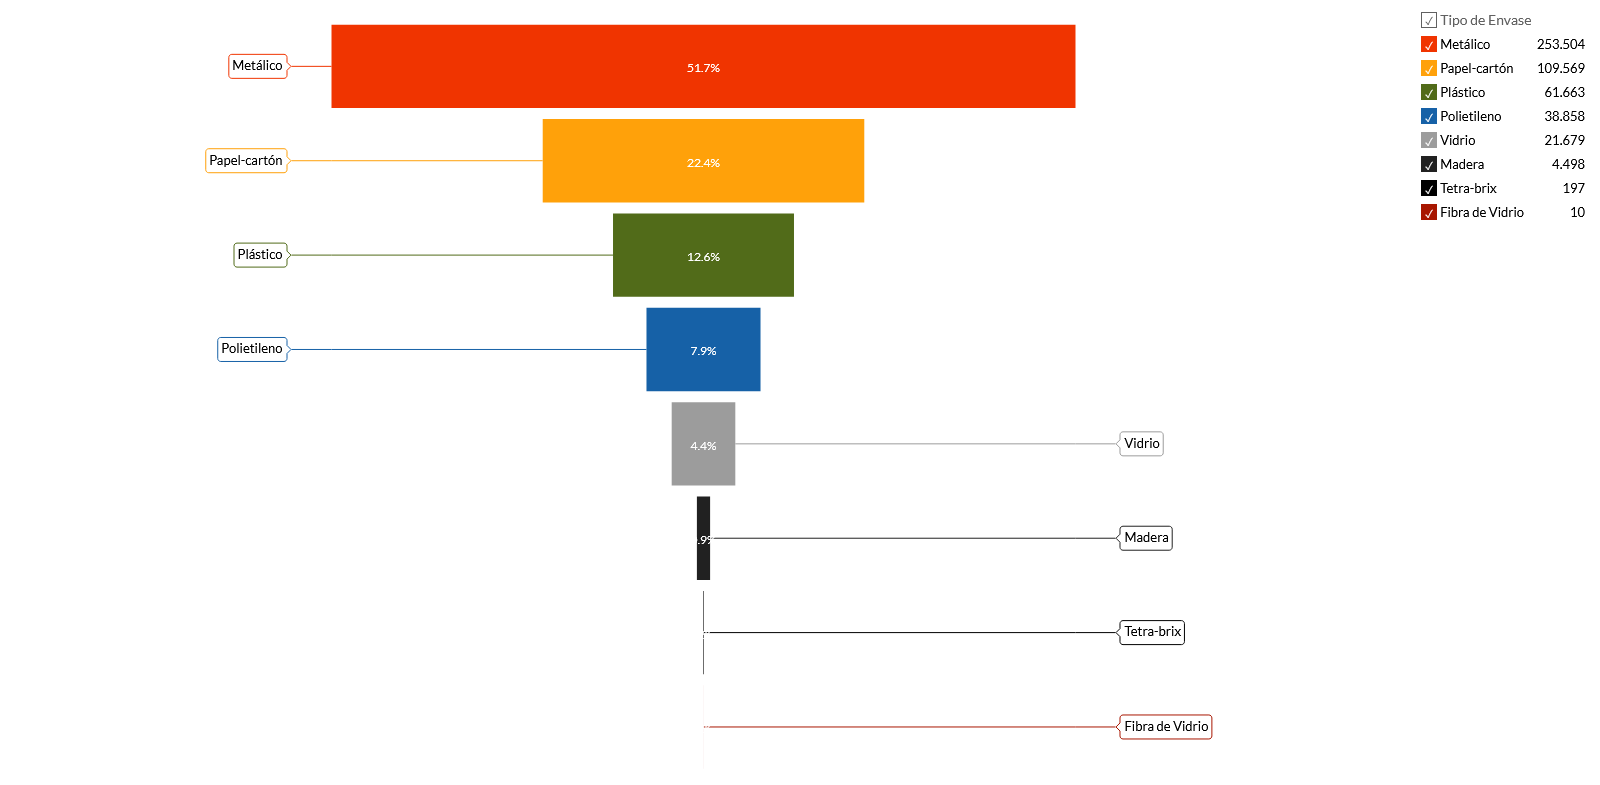 Tipo de Envase
Metálico 253.504
Papel-cartón 109.569
Plástico 61.663
Polietileno 38.858
Vidrio 21.679
Madera 4.498
Tetra-brix 197
Fibra de Vidrio 10
Metálico 51.7%
Papel-cartón 22.4%
Plástico 12.6%
Polietileno 7.9%
4.4% Vidrio
.9% Madera
Tetra-brix
Fibra de Vidrio